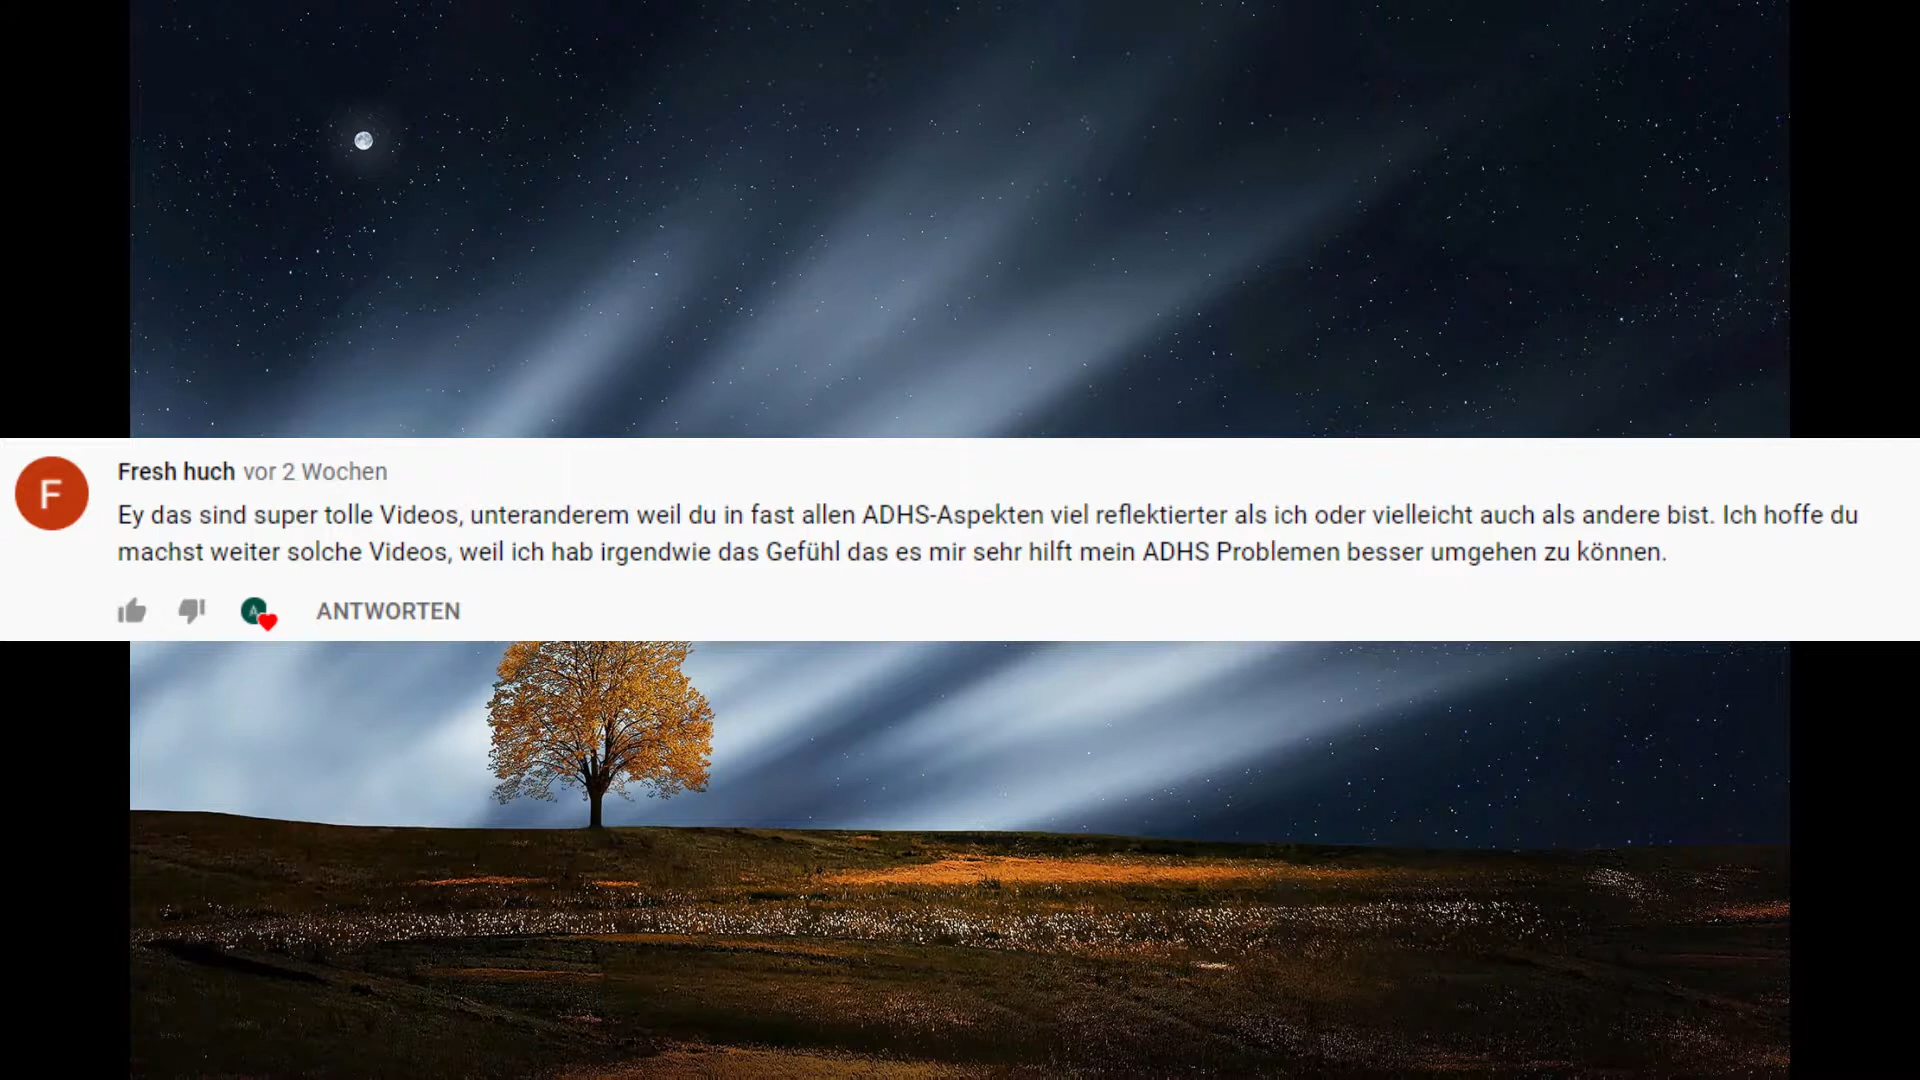 F
Fresh huch vor 2 Wochen
Ey das sind super tolle Videos, unteranderem weil du in fast allen ADHS-Aspekten viel reflektierter als ich oder vielleicht auch als andere bist. Ich hoffe du
machst weiter solche Videos, weil ich hab irgendwie das Gefühl das es mir sehr hilft mein ADHS Problemen besser umgehen zu können.
A
ANTWORTEN